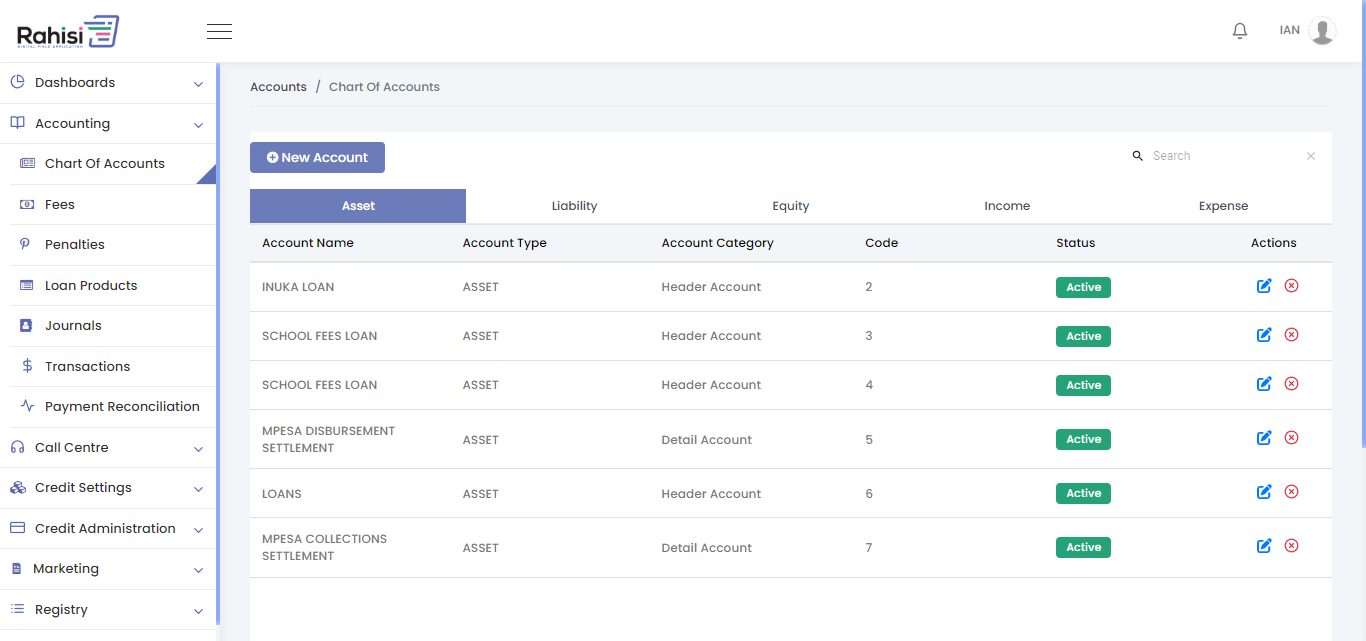 Rahisi
DIGITAL FIELD APPLICATION
IAN
Dashboards
Accounting
Chart Of Accounts
Fees
Penalties
Loan Products
Journals
Transactions
Payment Reconciliation
Call Centre
Credit Settings
Credit Administration
Marketing
Registry
Accounts / Chart Of Accounts
New Account
Search
Asset Liability Equity Income Expense
Account Name Account Type Account Category Code Status Actions
INUKA LOAN ASSET Header Account 2 Active
SCHOOL FEES LOAN ASSET Header Account 3 Active
SCHOOL FEES LOAN ASSET Header Account 4 Active
MPESA DISBURSEMENT
SETTLEMENT ASSET Detail Account 5 Active
LOANS ASSET Header Account 6 Active
MPESA COLLECTIONS
SETTLEMENT ASSET Detail Account 7 Active